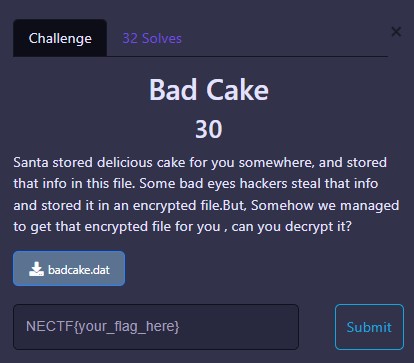 Challenge 32 Solves ×
Bad Cake
30
Santa stored delicious cake for you somewhere, and stored
that info in this file. Some bad eyes hackers steal that info
and stored it in an encrypted file.But, Somehow we managed
to get that encrypted file for you , can you decrypt it?
badcake.dat
NECTF{your_flag_here} Submit